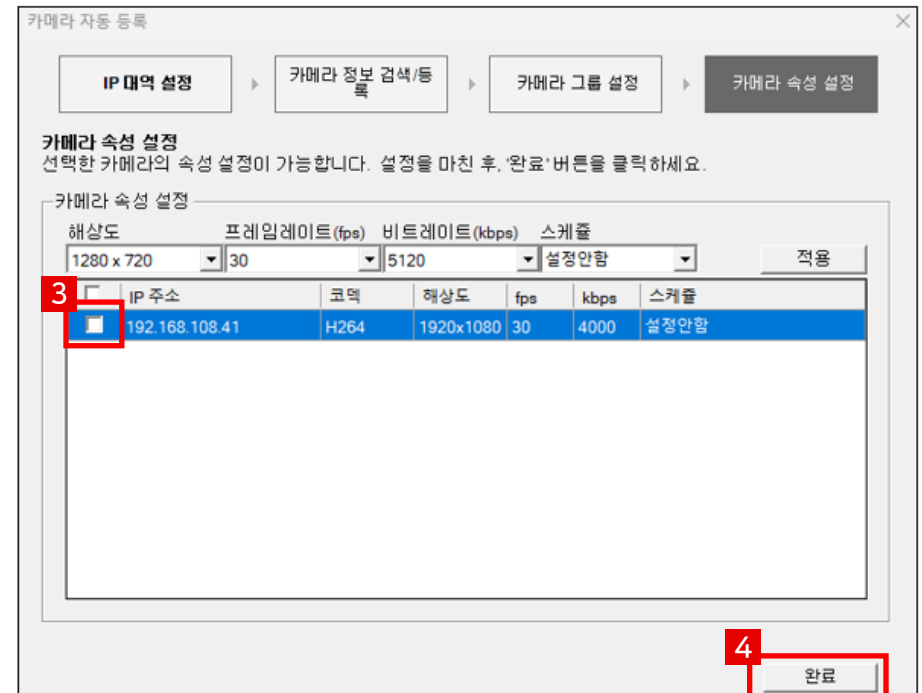 카메라 자동 등록
IP 대역 설정
카메라 정보 검색/등
록
카메라 그룹 설정
카메라 속성 설정
카메라 속성 설정
선택한 카메라의 속성 설정이 가능합니다. 설정을 마친 후, '완료' 버튼을 클릭하세요.
카메라 속성 설정
해상도 프레임레이트(fps) 비트레이트(kbps) 스케쥴
1280 x 720 30 5120 설정안함 적용
3
IP 주소 코덱 해상도 fps kbps 스케쥴
192.168.108.41 H264 1920x1080 30 4000 설정안함
4
완료